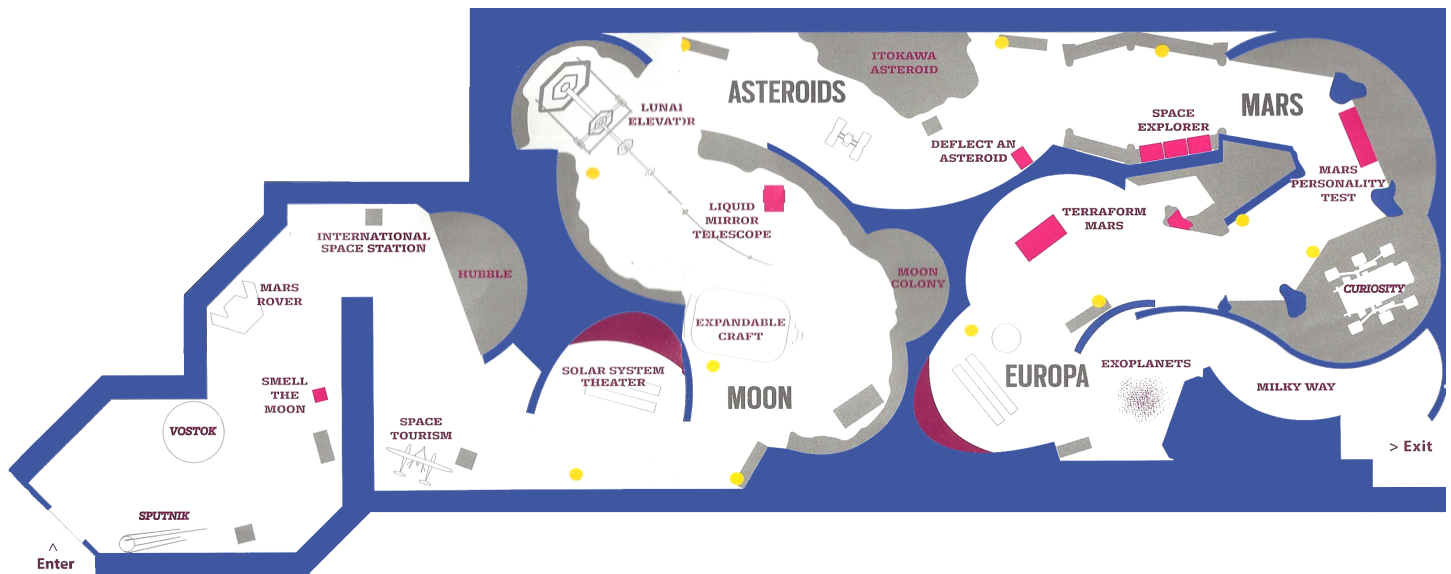 ITOKAWA
ASTEROID
ASTEROIDS
MARS
LUNAI
ELEVATOR
SPACE
EXPLORER
DEFLECT AN
ASTEROID
MARS
PERSONALITY
TEST
LIQUID
MIRROR
TELESCOPE
TERRAFORM
MARS
INTERNATIONAL
SPACE STATION
HUBBLE
MOON
COLONY
MARS
ROVER
CURIOSITY
EXPANDABLE
CRAFT
SOLAR SYSTEM
THEATER
EXOPLANETS
EUROPA
MILKY WAY
SMELL
THE
MOON
MOON
VOSTOK
SPACE
TOURISM
> Exit
SPUTNIK
^
Enter